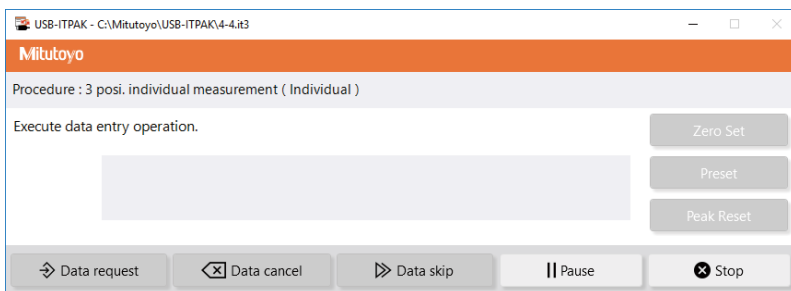 USB-ITPAK - C:\Mitutoyo\USB-ITPAK\4-4.it3
Mitutoyo
Procedure : 3 posi. individual measurement ( Individual )
Execute data entry operation.
Zero Set
Preset
Peak Reset
Data request
Data cancel
Data skip
Pause
Stop